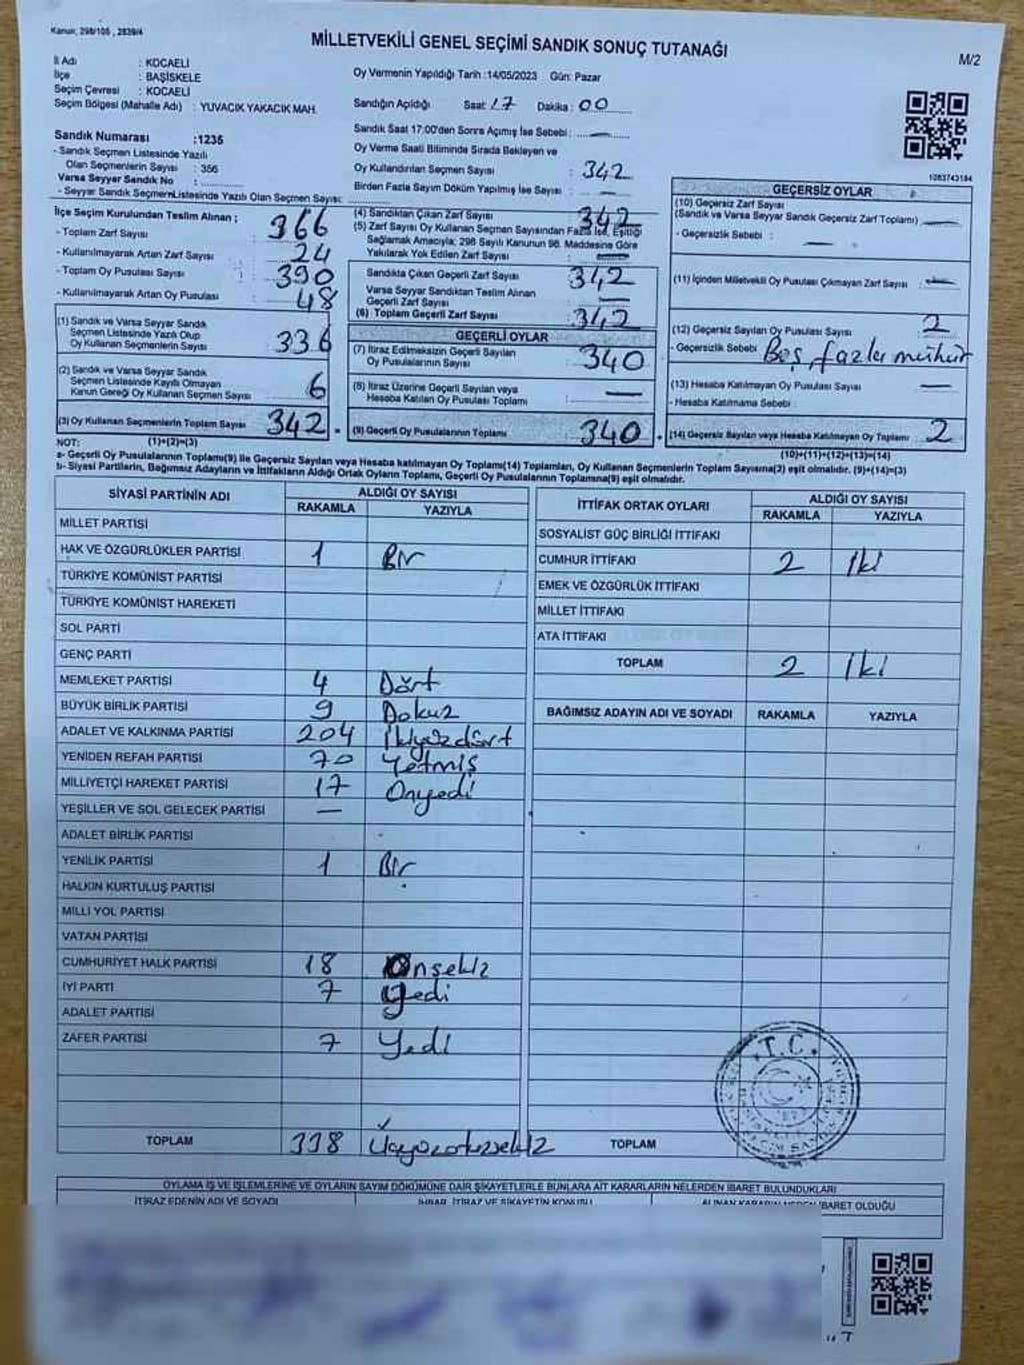 Kanun; 298/105 , 2839/4
MİLLETVEKİLİ GENEL SEÇİMİ SANDIK SONUÇ TUTANAĞI
M/2
İl Adı : KOCAELİ
İlçe : BAŞİSKELE
Seçim Çevresi : KOCAELİ
Seçim Bölgesi (Mahalle Adı) : YUVACIK YAKACIK MAH.
Oy Vermenin Yapıldığı Tarih :14/05/2023 Gün: Pazar
Sandığın Açıldığı Saat: 17 Dakika: 00
Sandık Saat 17:00'den Sonra Açımış İse Sebebi : —
Sandık Numarası :1235
- Sandık Seçmen Listesinde Yazılı
Olan Seçmenlerin Sayısı : 356
Varsa Seyyar Sandık No :
- Seyyar Sandık SeçmenListesinde Yazılı Olan Seçmen Sayısı:
Oy Verme Saati Bitiminde Sırada Bekleyen ve
Oy Kullandırılan Seçmen Sayısı : 342
Birden Fazla Sayım Döküm Yapılmış İse Sayısı : —
1083743184
İlçe Seçim Kurulundan Teslim Alınan ;
- Toplam Zarf Sayısı : 366
- Kullanılmayarak Artan Zarf Sayısı : 24
- Toplam Oy Pusulası Sayısı : 390
- Kullanılmayarak Artan Oy Pusulası : 48
(1) Sandık ve Varsa Seyyar Sandık
Seçmen Listesinde Yazılı Olup
Oy Kullanan Seçmenlerin Sayısı : 336
(2) Sandık ve Varsa Seyyar Sandık
Seçmen Listesinde Kayıtlı Olmayan
Kanun Gereği Oy Kullanan Seçmen Sayısı : 6
(3) Oy Kullanan Seçmenlerin Toplam Sayısı : 342
(4) Sandıktan Çıkan Zarf Sayısı : 342
(5) Zarf Sayısı Oy Kullanan Seçmen Sayısından Fazla İse, Eşitliği
Sağlamak Amacıyla; 298 Sayılı Kanunun 98. Maddesine Göre
Yakılarak Yok Edilen Zarf Sayısı : —
Sandıkta Çıkan Geçerli Zarf Sayısı : 342
Varsa Seyyar Sandıktan Teslim Alınan
Geçerli Zarf Sayısı : —
(6) Toplam Geçerli Zarf Sayısı : 342
GEÇERLİ OYLAR
(7) İtiraz Edilmeksizin Geçerli Sayılan
Oy Pusulalarının Sayısı : 340
(8) İtiraz Üzerine Geçerli Sayılan veya
Hesaba Katılan Oy Pusulası Toplamı : —
(9) Geçerli Oy Pusulalarının Toplamı : 340
GEÇERSİZ OYLAR
(10) Geçersiz Zarf Sayısı
(Sandık ve Varsa Seyyar Sandık Geçersiz Zarf Toplamı) : —
- Geçersizlik Sebebi : —
(11) İçinden Milletvekili Oy Pusulası Çıkmayan Zarf Sayısı : —
(12) Geçersiz Sayılan Oy Pusulası Sayısı : 2
- Geçersizlik Sebebi : Boş, fazla mühür
(13) Hesaba Katılmayan Oy Pusulası Sayısı : —
- Hesaba Katılmama Sebebi :
(14) Geçersiz Sayılan veya Hesaba Katılmayan Oy Toplamı : 2
NOT: (1)+(2)=(3)
(10)+(11)+(12)+(13)=(14)
a- Geçerli Oy Pusulaları Toplamı(9) ile Geçersiz Sayılan veya Hesaba katılmayan Oy Toplamı(14) Toplamları, Oy Kullanan Seçmenlerin Toplam Sayısına(3) eşit olmalıdır. (9)+(14)=(3)
b- Siyasi Partilerin, Bağımsız Adayların ve İttifakların Aldığı Ortak Oyların Toplamı, Geçerli Oy Pusulalarının Toplamına(9) eşit olmalıdır.
SİYASİ PARTİNİN ADI ALDIĞI OY SAYISI
RAKAMLA YAZIYLA
MİLLET PARTİSİ
HAK VE ÖZGÜRLÜKLER PARTİSİ 1 Bir
TÜRKİYE KOMÜNİST PARTİSİ
TÜRKİYE KOMÜNİST HAREKETİ
SOL PARTİ
GENÇ PARTİ
MEMLEKET PARTİSİ 4 Dört
BÜYÜK BİRLİK PARTİSİ 9 Dokuz
ADALET VE KALKINMA PARTİSİ 204 İkiyüzdört
YENİDEN REFAH PARTİSİ 70 Yetmiş
MİLLİYETÇİ HAREKET PARTİSİ 17 Onyedi
YEŞİLLER VE SOL GELECEK PARTİSİ —
ADALET BİRLİK PARTİSİ
YENİLİK PARTİSİ 1 Bir
HALKIN KURTULUŞ PARTİSİ
MİLLİ YOL PARTİSİ
VATAN PARTİSİ
CUMHURİYET HALK PARTİSİ 18 Onsekiz
İYİ PARTİ 7 Yedi
ADALET PARTİSİ
ZAFER PARTİSİ 7 Yedi
TOPLAM 338 Üçyüzotuzsekiz
İTTİFAK ORTAK OYLARI ALDIĞI OY SAYISI
RAKAMLA YAZIYLA
SOSYALİST GÜÇ BİRLİĞİ İTTİFAKI
CUMHUR İTTİFAKI 2 İki
EMEK VE ÖZGÜRLÜK İTTİFAKI
MİLLET İTTİFAKI
ATA İTTİFAKI
TOPLAM 2 İki
BAĞIMSIZ ADAYIN ADI VE SOYADI RAKAMLA YAZIYLA
T.C.
TOPLAM
OYLAMA İŞ VE İŞLEMLERİNE VE OYLARIN SAYIM DÖKÜMÜNE DAİR ŞİKAYETLERLE BUNLARA AİT KARARLARIN NELERDEN İBARET BULUNDUKLARI
İTİRAZ EDENİN ADI VE SOYADI İHBAR, İTİRAZ VE ŞİKAYETİN KONUSU ALINAN KARARIN NEDEN İBARET OLDUĞU